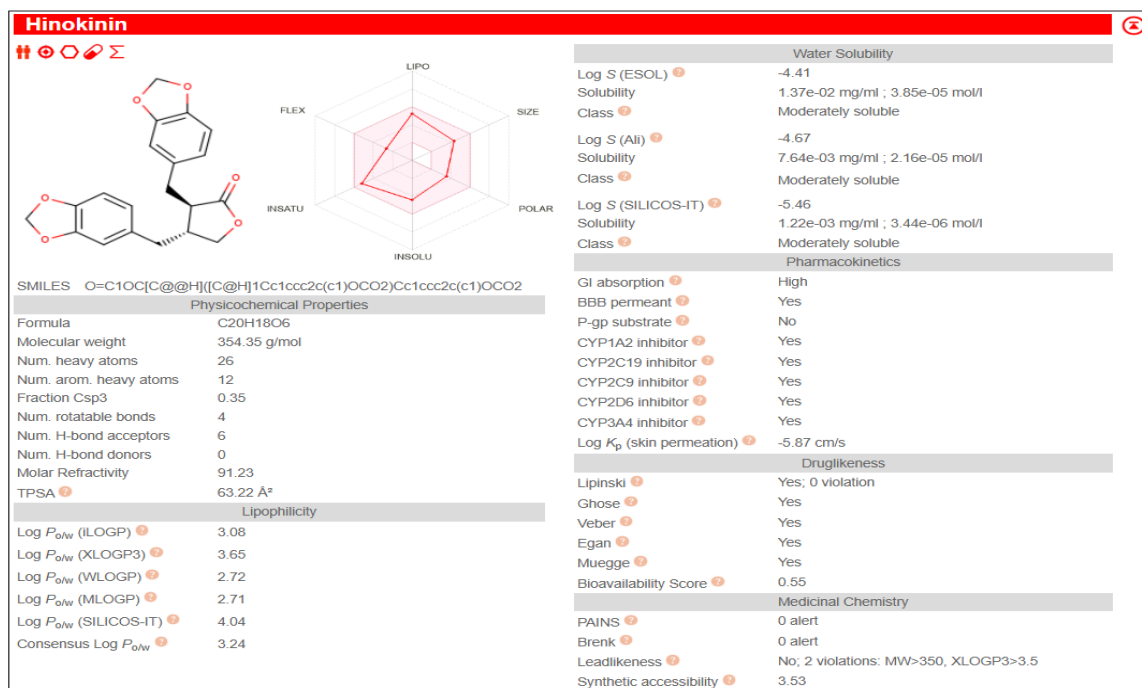 Hinokinin
LIPO
FLEX
SIZE
INSATU
POLAR
INSOLU
SMILES O=C1OC[C@@H]([C@H]1Cc1ccc2c(c1)OCO2)Cc1ccc2c(c1)OCO2
Physicochemical Properties
Formula C20H18O6
Molecular weight 354.35 g/mol
Num. heavy atoms 26
Num. arom. heavy atoms 12
Fraction Csp3 0.35
Num. rotatable bonds 4
Num. H-bond acceptors 6
Num. H-bond donors 0
Molar Refractivity 91.23
TPSA ? 63.22 Å²
Lipophilicity
Log Po/w (iLOGP) ? 3.08
Log Po/w (XLOGP3) ? 3.65
Log Po/w (WLOGP) ? 2.72
Log Po/w (MLOGP) ? 2.71
Log Po/w (SILICOS-IT) ? 4.04
Consensus Log Po/w ? 3.24
Water Solubility
Log S (ESOL) ? -4.41
Solubility 1.37e-02 mg/ml ; 3.85e-05 mol/l
Class ? Moderately soluble
Log S (Ali) ? -4.67
Solubility 7.64e-03 mg/ml ; 2.16e-05 mol/l
Class ? Moderately soluble
Log S (SILICOS-IT) ? -5.46
Solubility 1.22e-03 mg/ml ; 3.44e-06 mol/l
Class ? Moderately soluble
Pharmacokinetics
GI absorption ? High
BBB permeant ? Yes
P-gp substrate ? No
CYP1A2 inhibitor ? Yes
CYP2C19 inhibitor ? Yes
CYP2C9 inhibitor ? Yes
CYP2D6 inhibitor ? Yes
CYP3A4 inhibitor ? Yes
Log Kp (skin permeation) ? -5.87 cm/s
Druglikeness
Lipinski ? Yes; 0 violation
Ghose ? Yes
Veber ? Yes
Egan ? Yes
Muegge ? Yes
Bioavailability Score ? 0.55
Medicinal Chemistry
PAINS ? 0 alert
Brenk ? 0 alert
Leadlikeness ? No; 2 violations: MW>350, XLOGP3>3.5
Synthetic accessibility ? 3.53